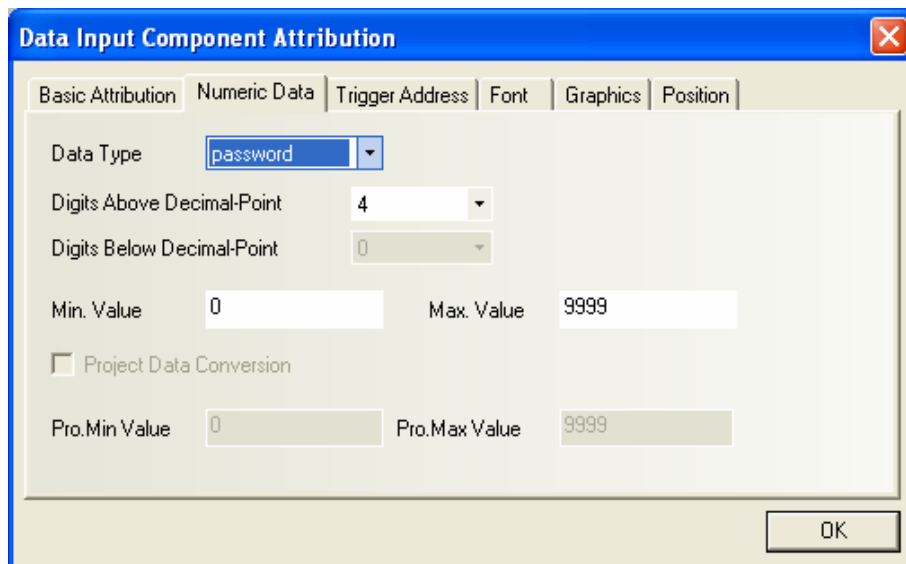 Data Input Component Attribution
Basic Attribution Numeric Data Trigger Address Font Graphics Position
Data Type password
Digits Above Decimal-Point 4
Digits Below Decimal-Point 0
Min. Value 0 Max. Value 9999
Project Data Conversion
Pro.Min Value 0 Pro.Max Value 9999
OK